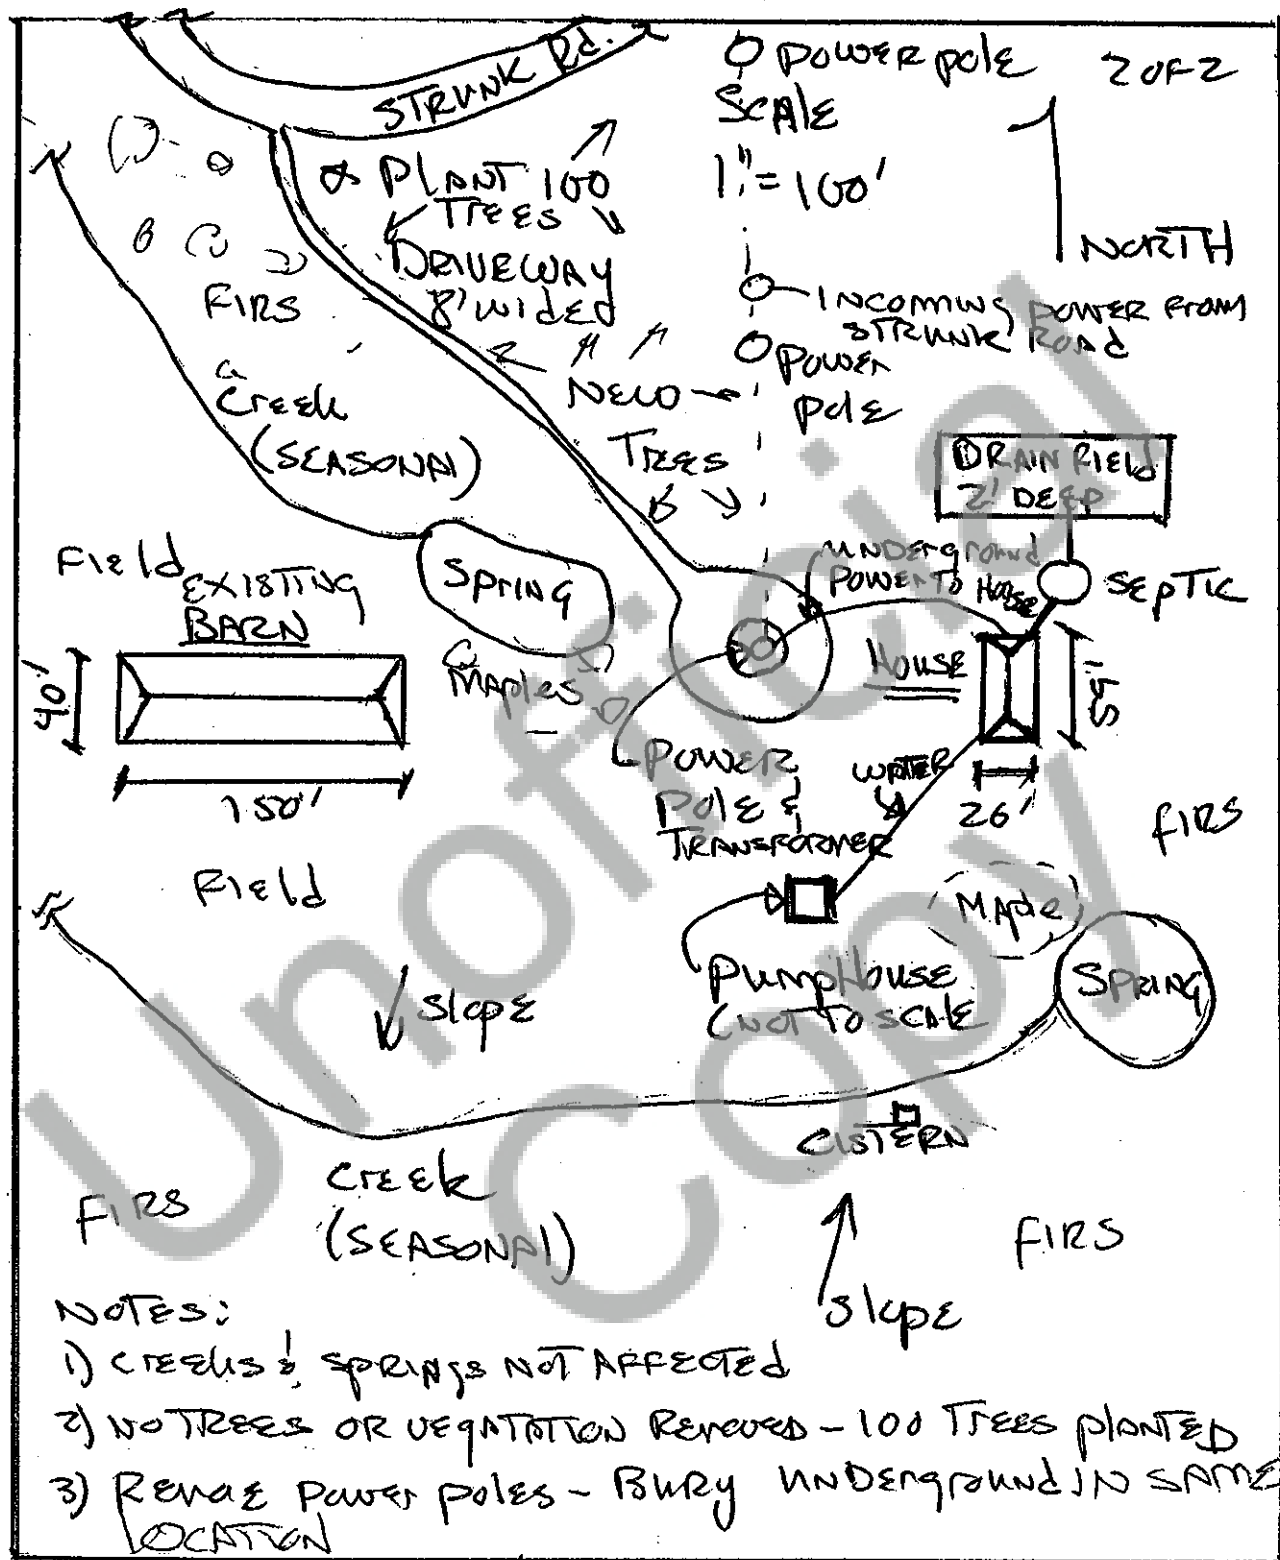 STRUNK Rd.
POWER pole
2 OF 2
SCALE
1" = 100'
NORTH
PLANT 100
TREES
DRIVEWAY
8' WIDED
FIRS
INCOMING POWER FROM
STRUNK ROAD
POWER
pole
NEW
TREES
Creek
(SEASONAl)
DRAIN FIELD
2' DEEP
UNDERground
POWER TO HOUSE
SEPTIC
Field
EXISTING
BARN
Spring
MAPLES
40'
150'
HOUSE
54'
26'
POWER
POLE &
TRANSFORMER
WATER
FIRS
FIELD
MAPLE
PUMPHOUSE
(NOT TO SCALE
SPRING
SlopE
CISTERN
CrEEk
(SEASONAl)
FIRS
FIRS
SlopE
NOTES:
1) CREEKS & SPRINGS NOT AFFECTED
2) NO TREES OR VEGATATION REMOVED - 100 TREES PLANTED
3) REMOVE POWER POLES - BURY UNDERground IN SAME
LOCATION
Unofficial
Copy